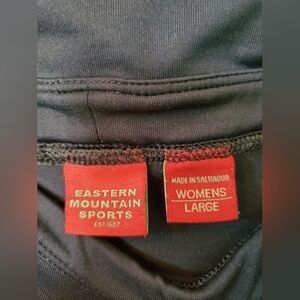 EASTERN
MOUNTAIN
SPORTS
EST 1967
MADE IN SALVADOR
WOMENS
LARGE